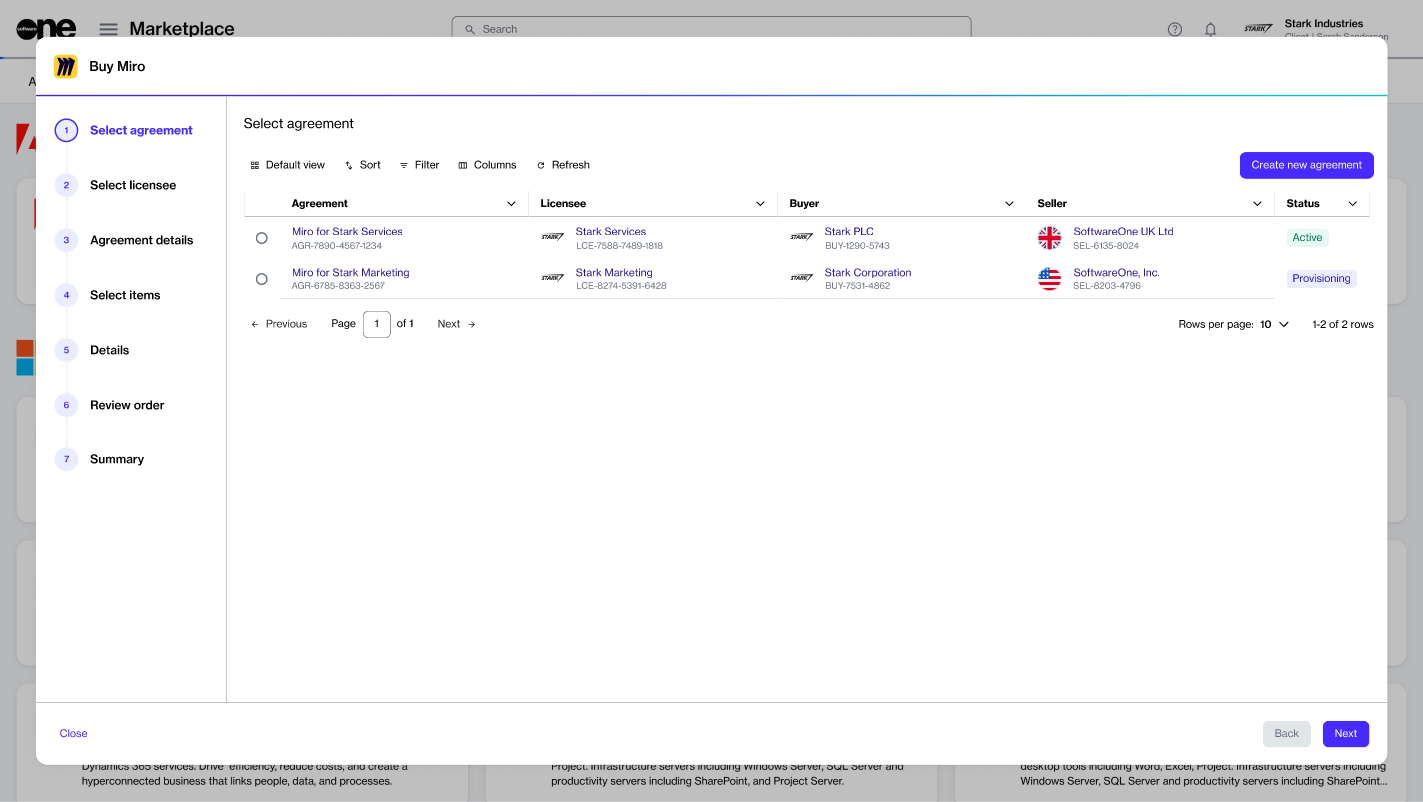 software one
Marketplace
Search
STARK
Stark Industries
Client | Sarah Sanderson
A
Buy Miro
1 Select agreement
2 Select licensee
3 Agreement details
4 Select items
5 Details
6 Review order
7 Summary
Select agreement
Default view Sort Filter Columns Refresh
Create new agreement
Agreement Licensee Buyer Seller Status
Miro for Stark Services STARK Stark Services STARK Stark PLC SoftwareOne UK Ltd Active
AGR-7890-4567-1234 LCE-7588-7489-1818 BUY-1290-5743 SEL-6135-8024
Miro for Stark Marketing STARK Stark Marketing STARK Stark Corporation SoftwareOne, Inc. Provisioning
AGR-6785-8363-2567 LCE-8274-5391-6428 BUY-7531-4862 SEL-8203-4796
Previous Page 1 of 1 Next
Rows per page: 10 1-2 of 2 rows
Close
Back
Next
Dynamics 365 services. Drive efficiency, reduce costs, and create a
hyperconnected business that links people, data, and processes.
Project. Infrastructure servers including Windows Server, SQL Server and
productivity servers including SharePoint, and Project Server.
desktop tools including Word, Excel, Project. Infrastructure servers including
Windows Server, SQL Server and productivity servers including SharePoint...